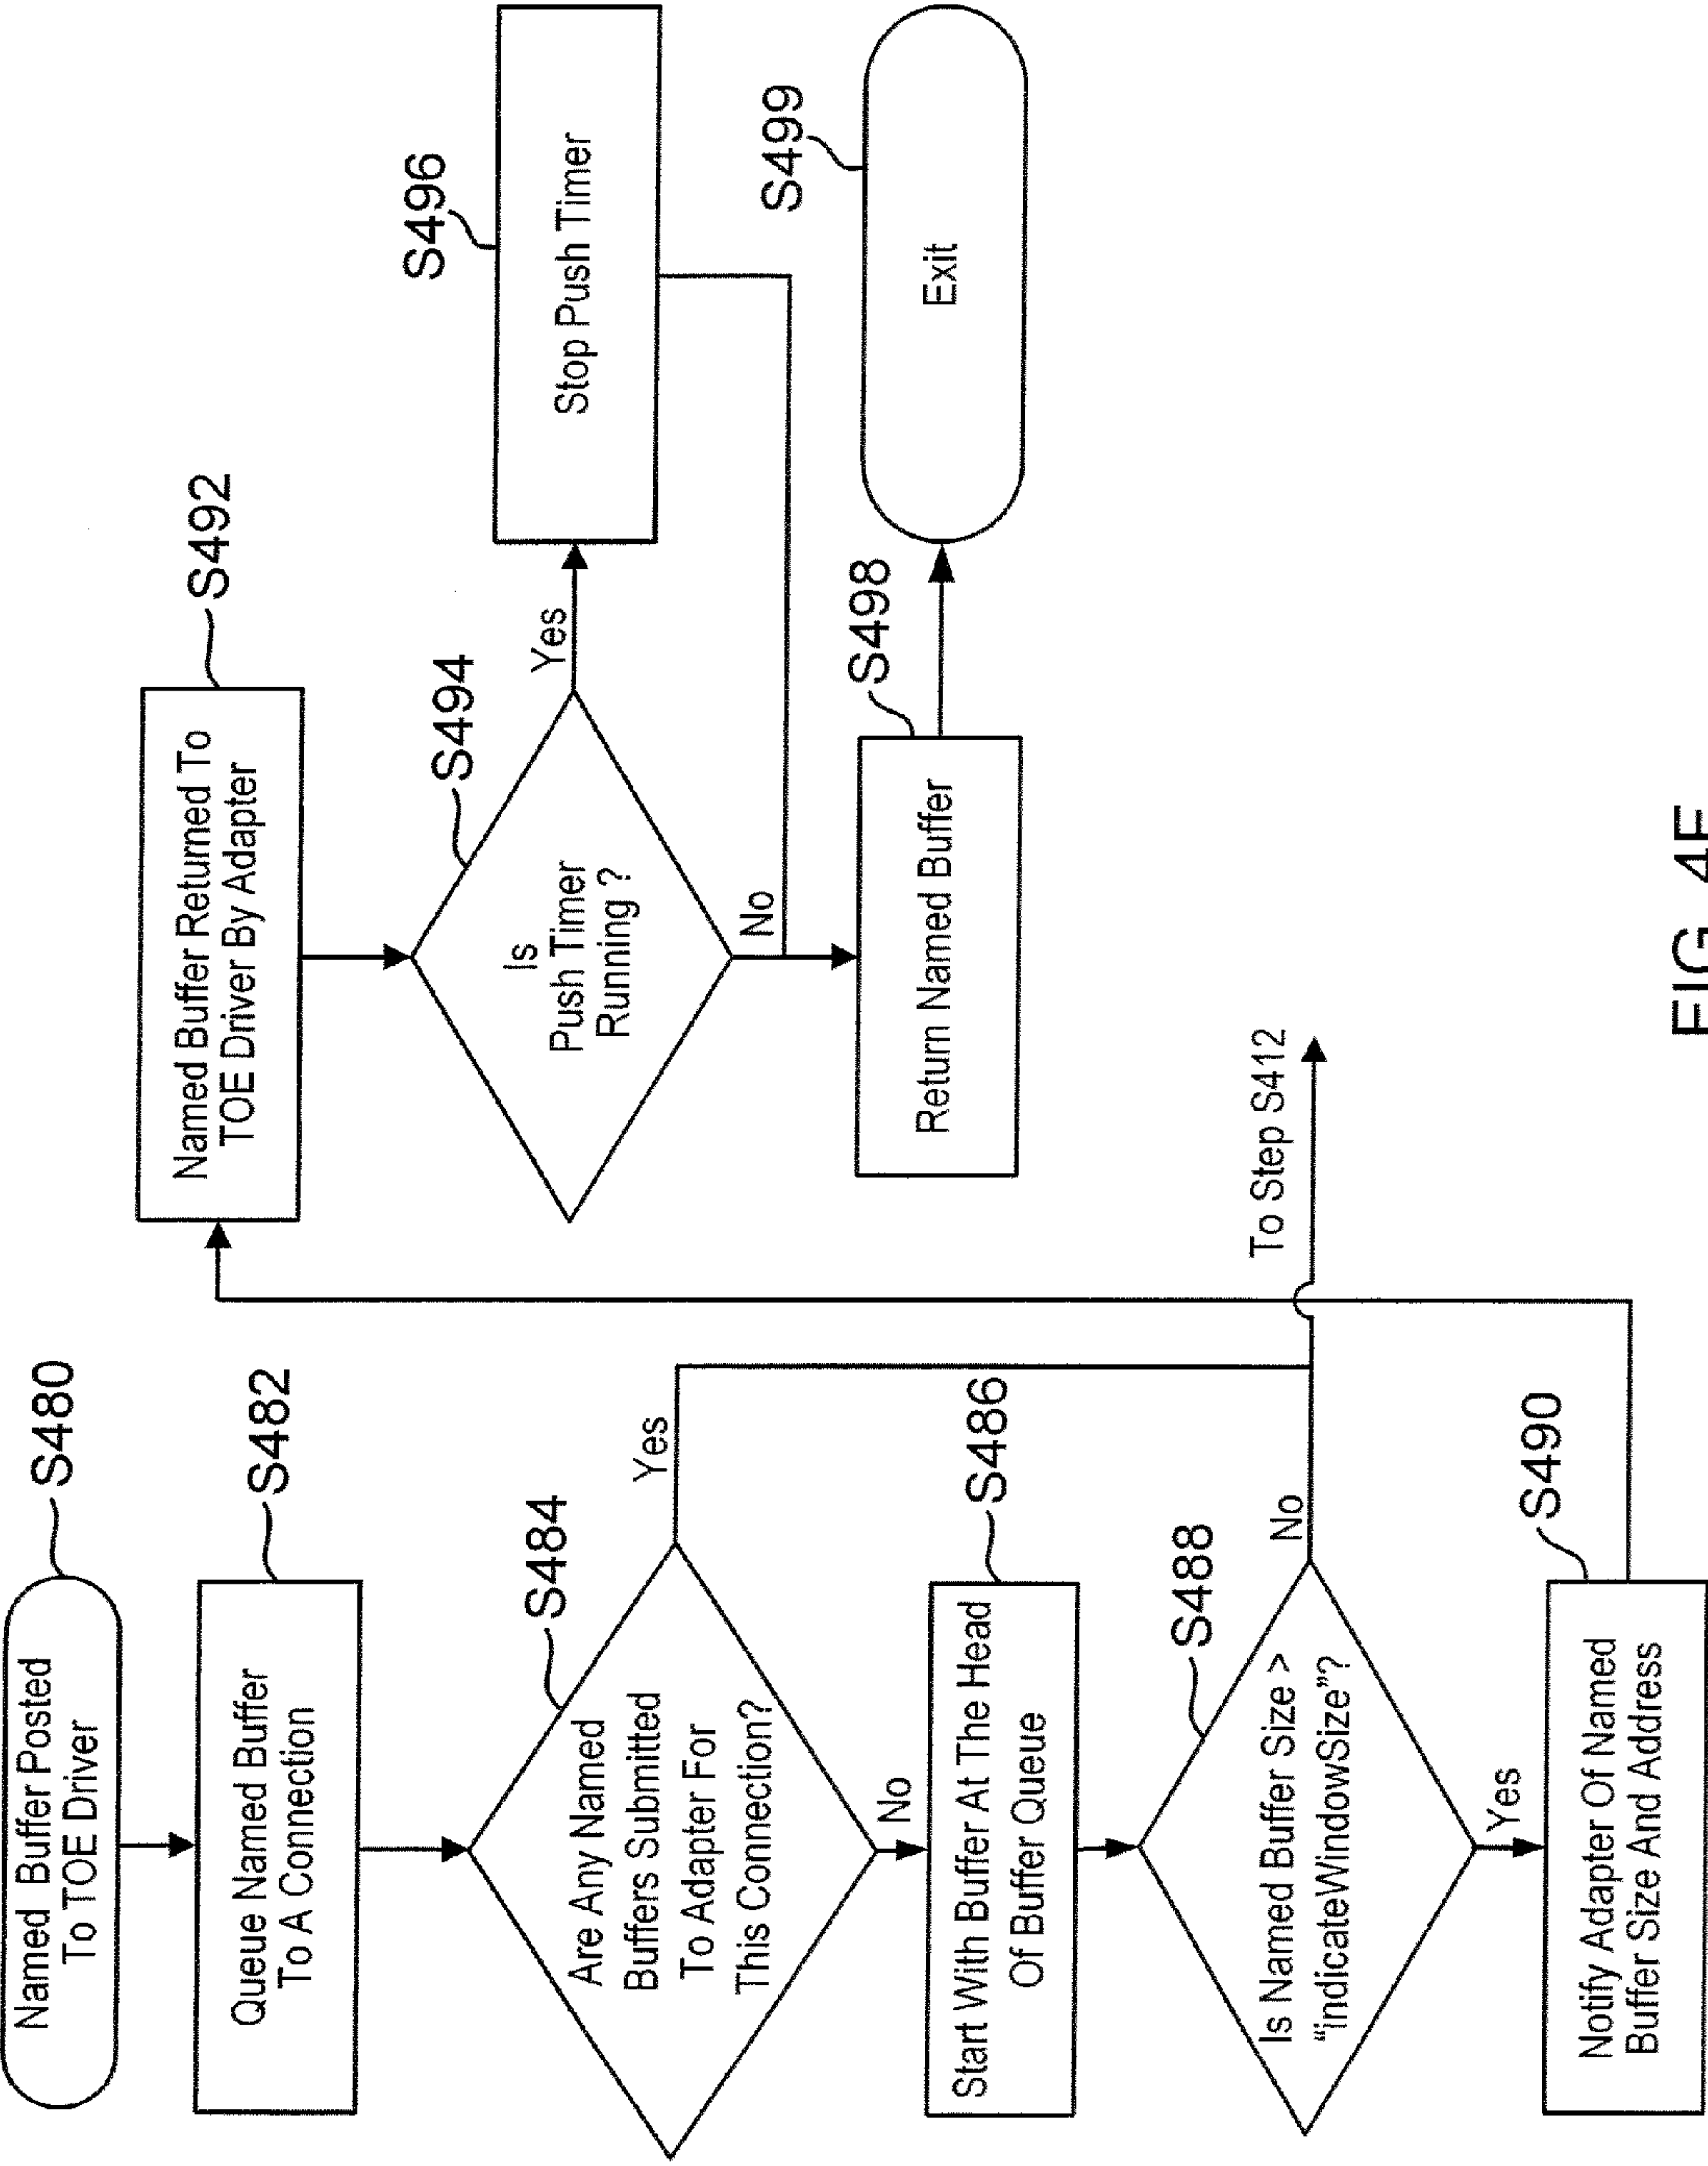 Named Buffer Posted
To TOE Driver
S480
Queue Named Buffer
To A Connection
S482
Are Any Named
Buffers Submitted
To Adapter For
This Connection?
S484
Yes
No
Start With Buffer At The Head
Of Buffer Queue
S486
Is Named Buffer Size >
“indicateWindowSize”?
S488
No
Yes
Notify Adapter Of Named
Buffer Size And Address
S490
To Step S412
Named Buffer Returned To
TOE Driver By Adapter
S492
Is
Push Timer
Running ?
S494
Yes
No
Stop Push Timer
S496
Return Named Buffer
S498
Exit
S499